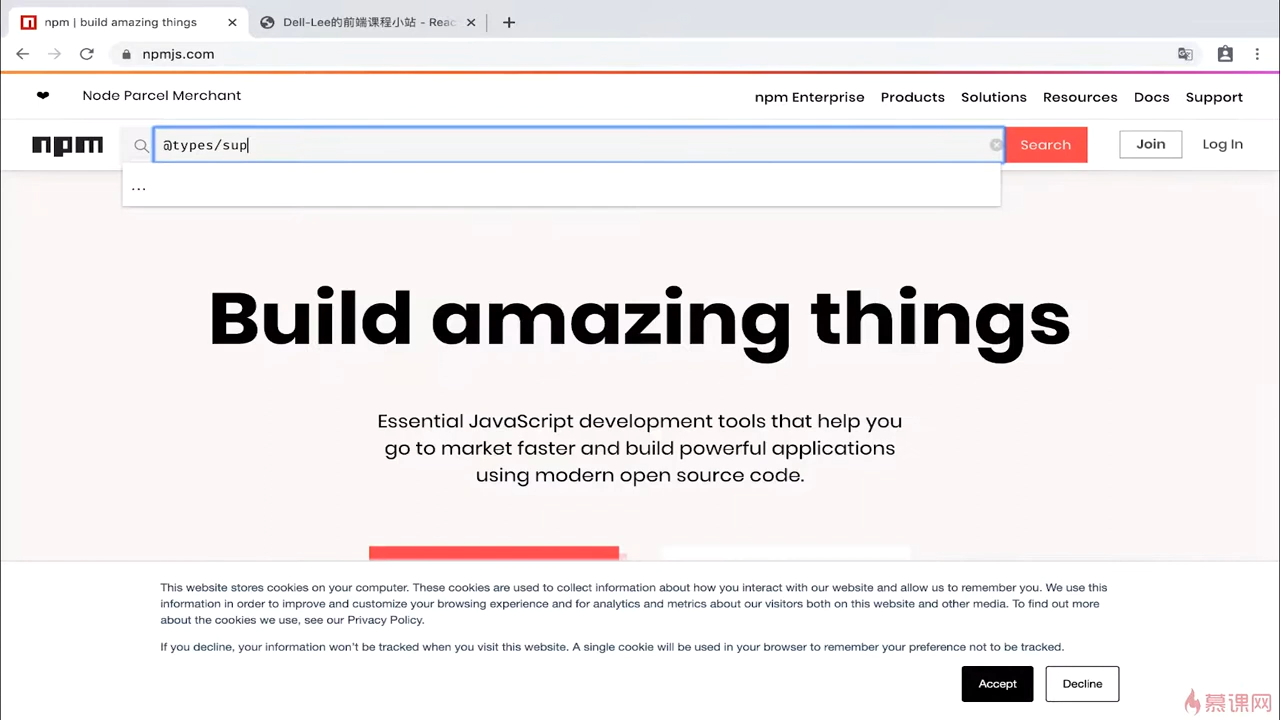 npm | build amazing things
Dell-Lee的前端课程小站 - Reac
npmjs.com
Node Parcel Merchant
npm Enterprise Products Solutions Resources Docs Support
npm
@types/sup
Search
Join
Log In
...
Build amazing things
Essential JavaScript development tools that help you
go to market faster and build powerful applications
using modern open source code.
This website stores cookies on your computer. These cookies are used to collect information about how you interact with our website and allow us to remember you. We use this
information in order to improve and customize your browsing experience and for analytics and metrics about our visitors both on this website and other media. To find out more
about the cookies we use, see our Privacy Policy.
If you decline, your information won't be tracked when you visit this website. A single cookie will be used in your browser to remember your preference not to be tracked.
Accept
Decline
慕课网